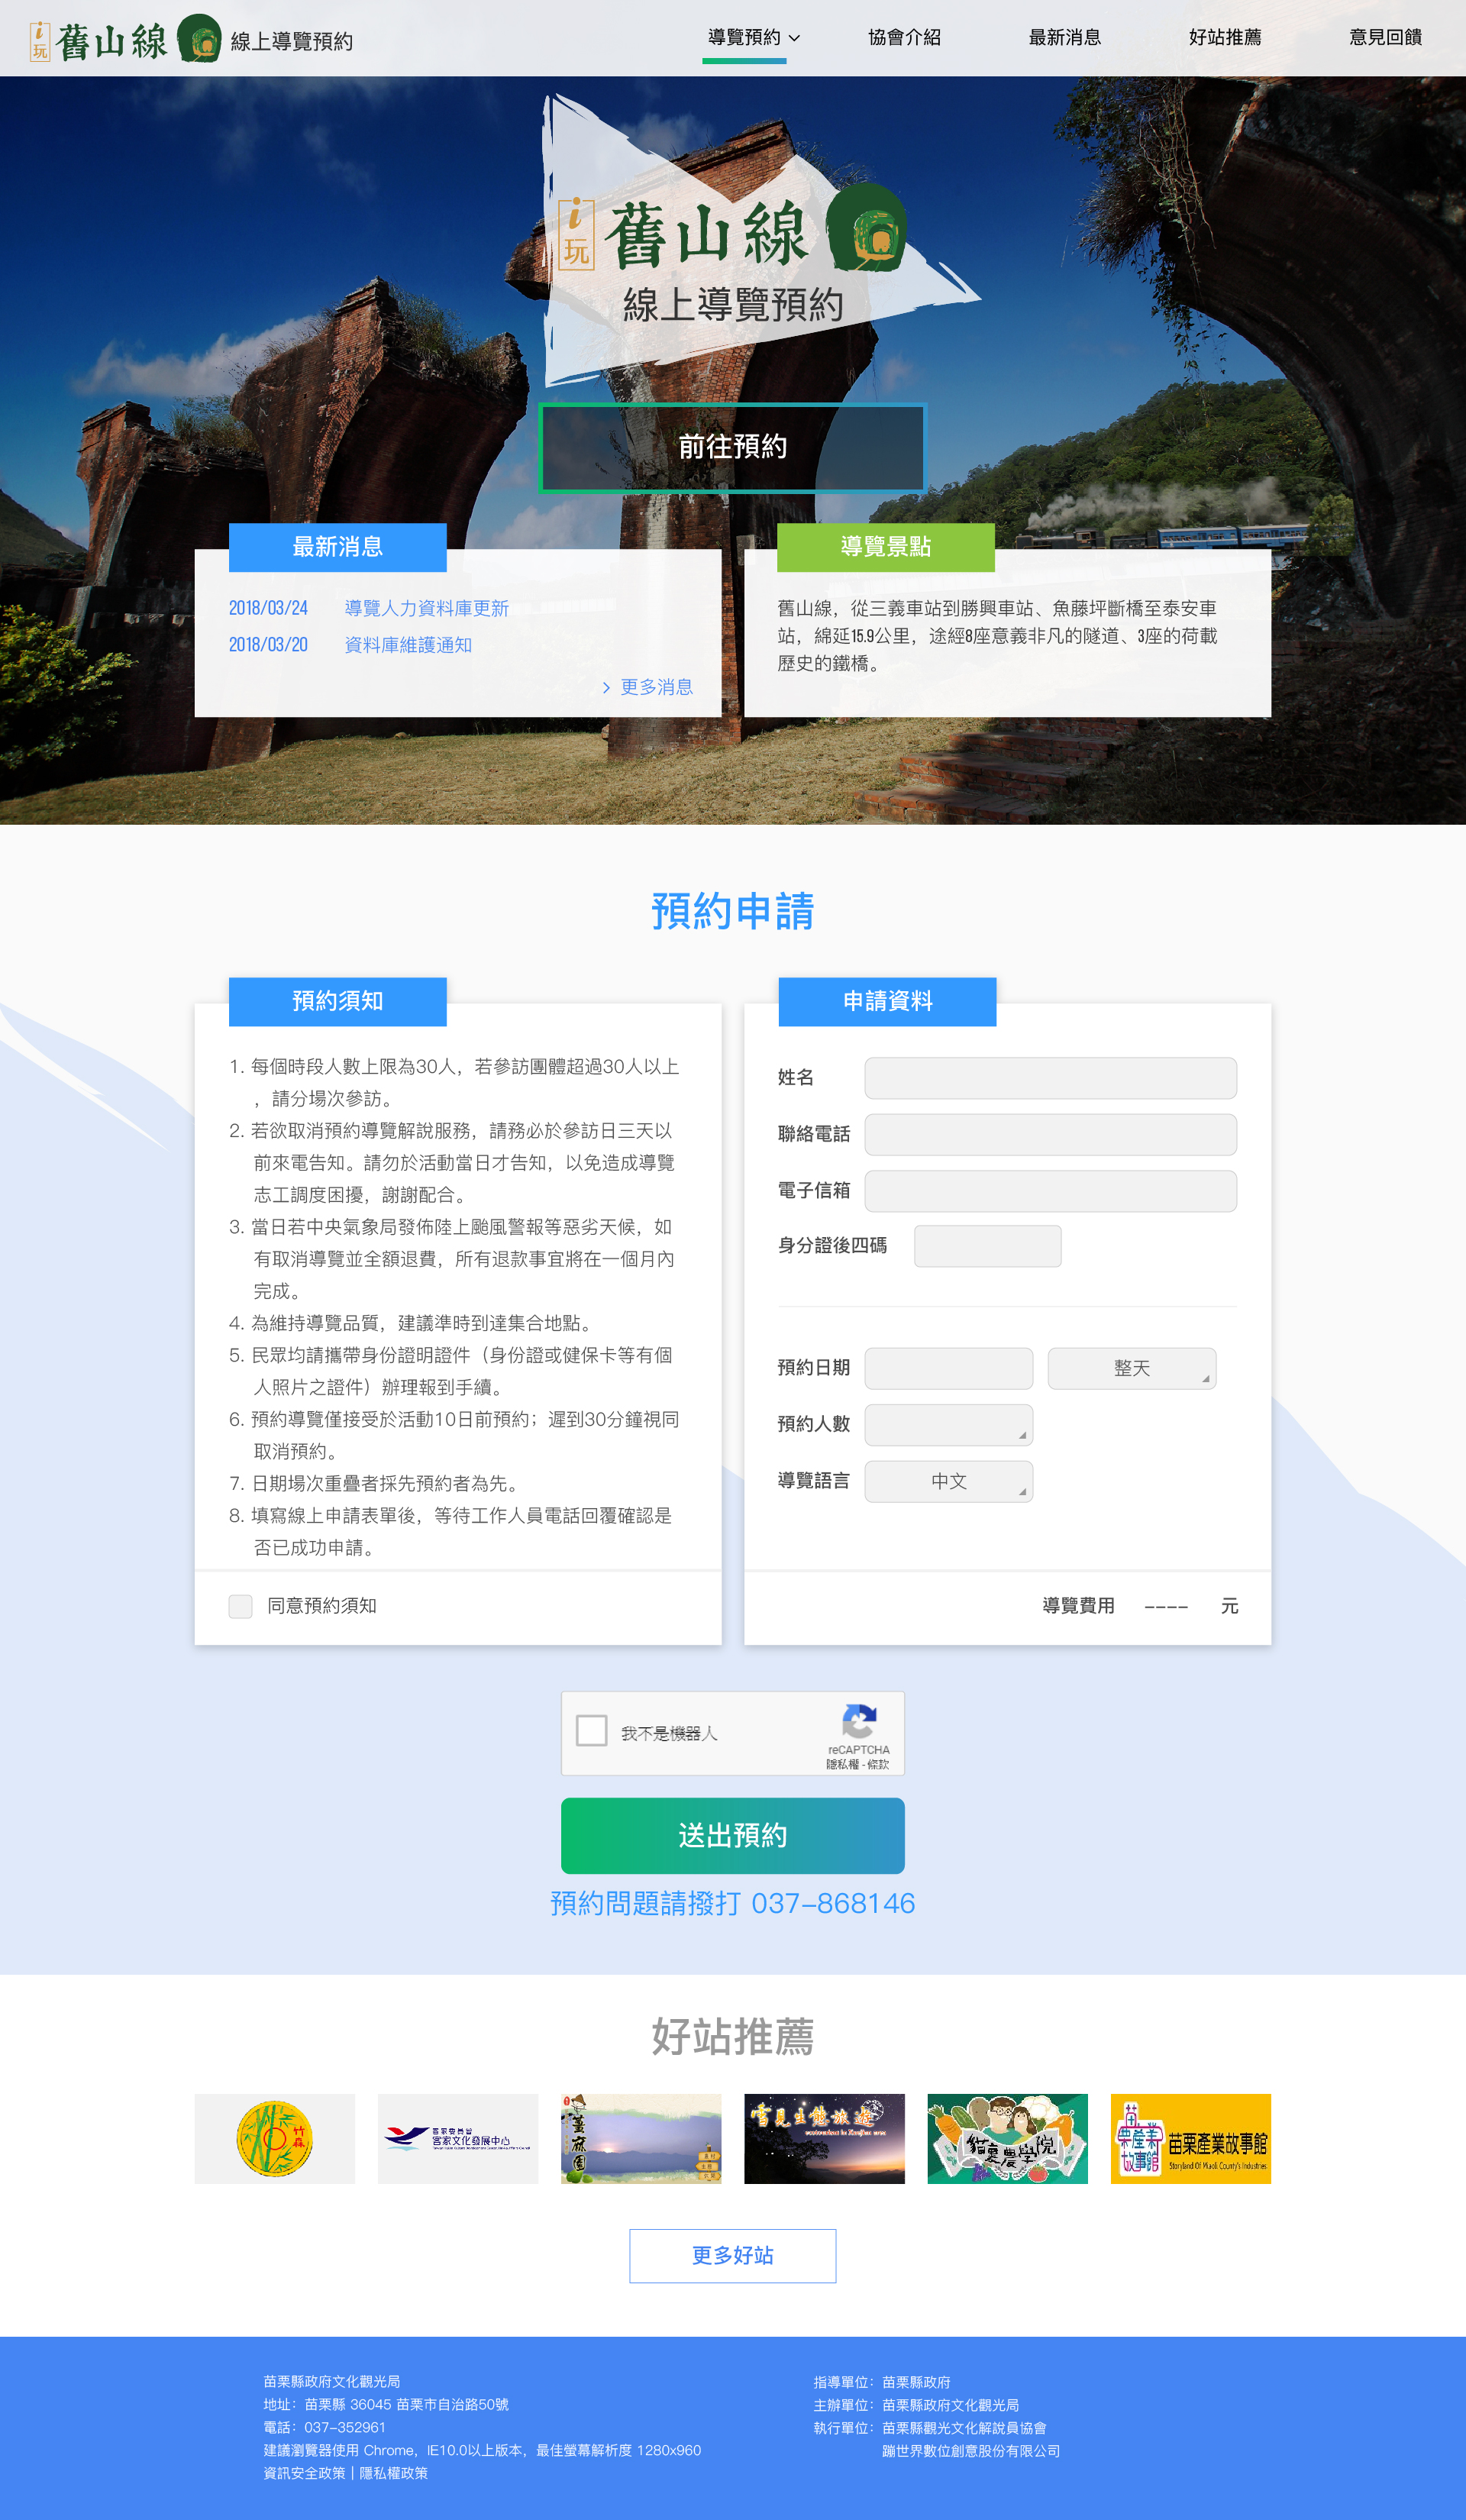 i玩 舊山線 線上導覽預約
導覽預約
協會介紹
最新消息
好站推薦
意見回饋
i玩 舊山線
線上導覽預約
前往預約
最新消息
2018/03/24 導覽人力資料庫更新
2018/03/20 資料庫維護通知
> 更多消息
導覽景點
舊山線，從三義車站到勝興車站、魚藤坪斷橋至泰安車
站，綿延15.9公里，途經8座意義非凡的隧道、3座的荷載
歷史的鐵橋。
預約申請
預約須知
1. 每個時段人數上限為30人，若參訪團體超過30人以上
，請分場次參訪。
2. 若欲取消預約導覽解說服務，請務必於參訪日三天以
前來電告知。請勿於活動當日才告知，以免造成導覽
志工調度困擾，謝謝配合。
3. 當日若中央氣象局發佈陸上颱風警報等惡劣天候，如
有取消導覽並全額退費，所有退款事宜將在一個月內
完成。
4. 為維持導覽品質，建議準時到達集合地點。
5. 民眾均請攜帶身份證明證件（身份證或健保卡等有個
人照片之證件）辦理報到手續。
6. 預約導覽僅接受於活動10日前預約；遲到30分鐘視同
取消預約。
7. 日期場次重疊者採先預約者為先。
8. 填寫線上申請表單後，等待工作人員電話回覆確認是
否已成功申請。
同意預約須知
申請資料
姓名
聯絡電話
電子信箱
身分證後四碼
預約日期 整天
預約人數
導覽語言 中文
導覽費用 ---- 元
我不是機器人
reCAPTCHA
隱私權 - 條款
送出預約
預約問題請撥打 037-868146
好站推薦
竹森
客家委員會
客家文化發展中心
薑麻園
雪見生態旅遊
貓裏農學院
苗栗產業故事館
苗栗產業故事館
Storyland Of Miaoli County's Industries
更多好站
苗栗縣政府文化觀光局
地址：苗栗縣 36045 苗栗市自治路50號
電話：037-352961
建議瀏覽器使用 Chrome，IE10.0以上版本，最佳螢幕解析度 1280x960
資訊安全政策 | 隱私權政策
指導單位：苗栗縣政府
主辦單位：苗栗縣政府文化觀光局
執行單位：苗栗縣觀光文化解說員協會
蹦世界數位創意股份有限公司